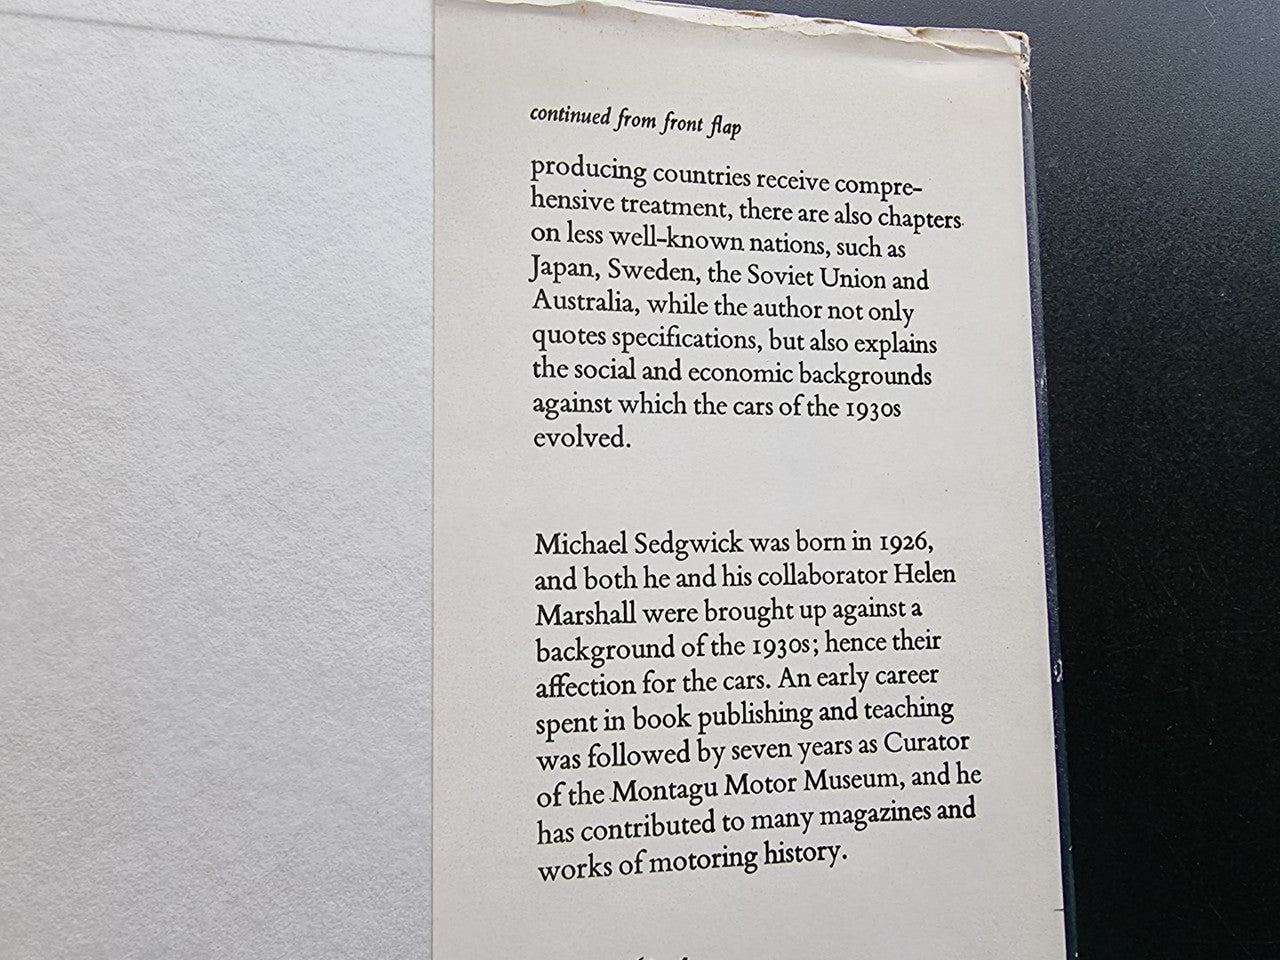 continued from front flap
producing countries receive compre-
hensive treatment, there are also chapters
on less well-known nations, such as
Japan, Sweden, the Soviet Union and
Australia, while the author not only
quotes specifications, but also explains
the social and economic backgrounds
against which the cars of the 1930s
evolved.
Michael Sedgwick was born in 1926,
and both he and his collaborator Helen
Marshall were brought up against a
background of the 1930s; hence their
affection for the cars. An early career
spent in book publishing and teaching
was followed by seven years as Curator
of the Montagu Motor Museum, and he
has contributed to many magazines and
works of motoring history.